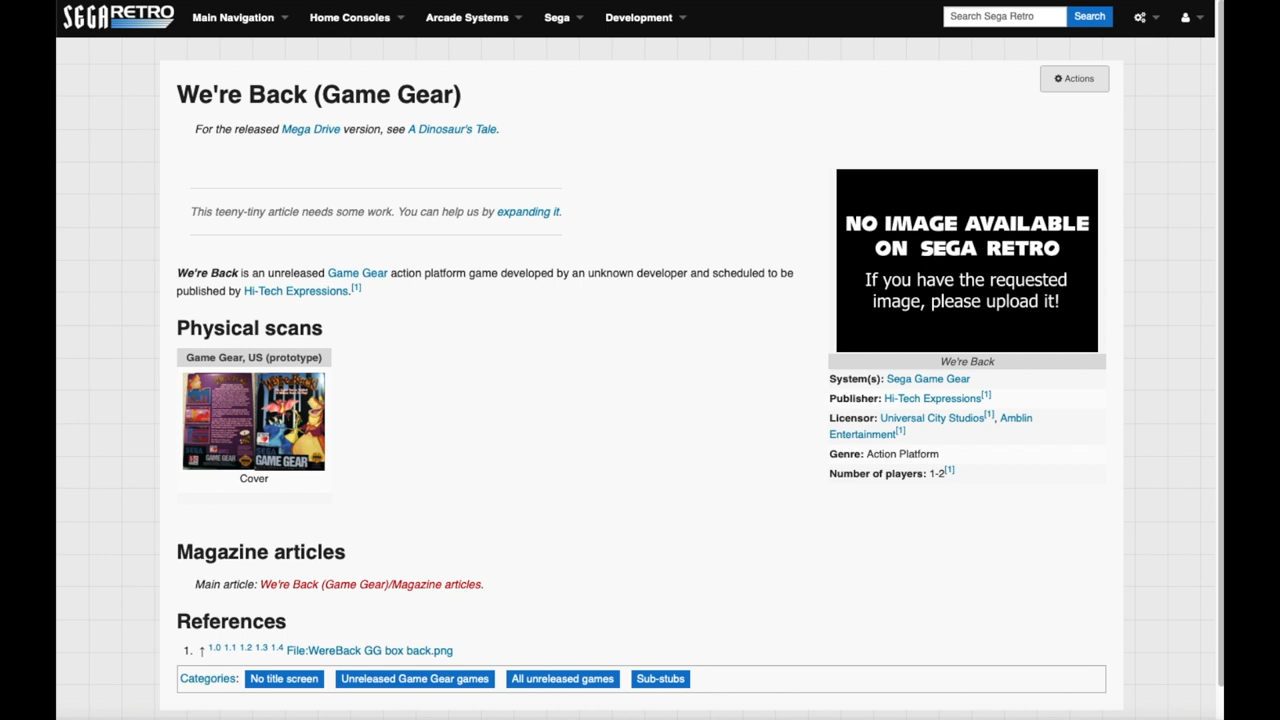 SEGA RETRO
Main Navigation Home Consoles Arcade Systems Sega Development Search Sega Retro Search
Actions
We're Back (Game Gear)
For the released Mega Drive version, see A Dinosaur's Tale.
This teeny-tiny article needs some work. You can help us by expanding it.
We're Back is an unreleased Game Gear action platform game developed by an unknown developer and scheduled to be
published by Hi-Tech Expressions.[1]
Physical scans
Game Gear, US (prototype)
GAME GEAR
GAME GEAR
Cover
Magazine articles
Main article: We're Back (Game Gear)/Magazine articles.
References
1. ↑ 1.0 1.1 1.2 1.3 1.4 File:WereBack GG box back.png
Categories: No title screen Unreleased Game Gear games All unreleased games Sub-stubs
NO IMAGE AVAILABLE
ON SEGA RETRO
If you have the requested
image, please upload it!
We're Back
System(s): Sega Game Gear
Publisher: Hi-Tech Expressions[1]
Licensor: Universal City Studios[1], Amblin
Entertainment[1]
Genre: Action Platform
Number of players: 1-2[1]